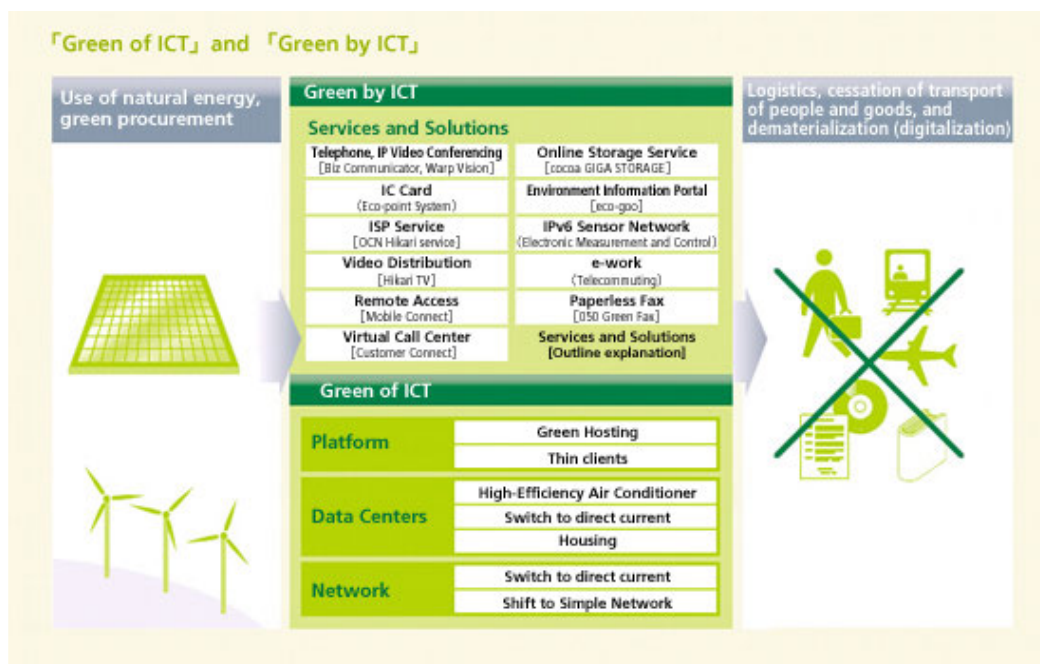 「Green of ICT」 and 「Green by ICT」
Use of natural energy,
green procurement
Green by ICT
Services and Solutions
Telephone, IP Video Conferencing
[Biz Communicator, Warp Vision]
Online Storage Service
[cocoa GIGA STORAGE]
IC Card
(Eco-point System)
Environment Information Portal
[eco-goo]
ISP Service
[OCN Hikari service]
IPv6 Sensor Network
(Electronic Measurement and Control)
Video Distribution
[Hikari TV]
e-work
(Telecommuting)
Remote Access
[Mobile Connect]
Paperless Fax
[050 Green Fax]
Virtual Call Center
[Customer Connect]
Services and Solutions
[Outline explanation]
Green of ICT
Platform
Green Hosting
Thin clients
Data Centers
High-Efficiency Air Conditioner
Switch to direct current
Housing
Network
Switch to direct current
Shift to Simple Network
Logistics, cessation of transport
of people and goods, and
dematerialization (digitalization)